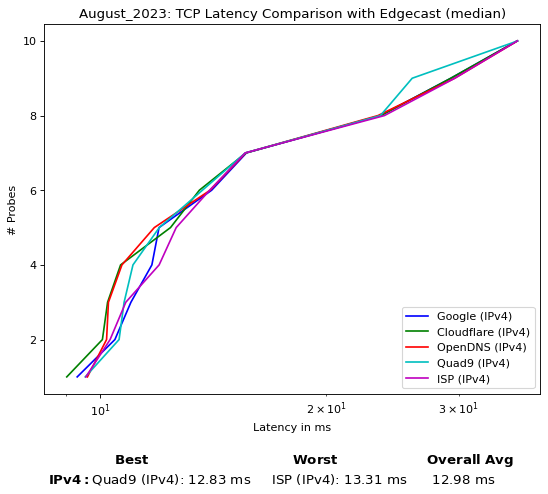 August_2023: TCP Latency Comparison with Edgecast (median)
10
8
6
4
2
# Probes
Google (IPv4)
Cloudflare (IPv4)
OpenDNS (IPv4)
Quad9 (IPv4)
ISP (IPv4)
10¹ 2 × 10¹ 3 × 10¹
Latency in ms
Best Worst Overall Avg
IPv4: Quad9 (IPv4): 12.83 ms ISP (IPv4): 13.31 ms 12.98 ms